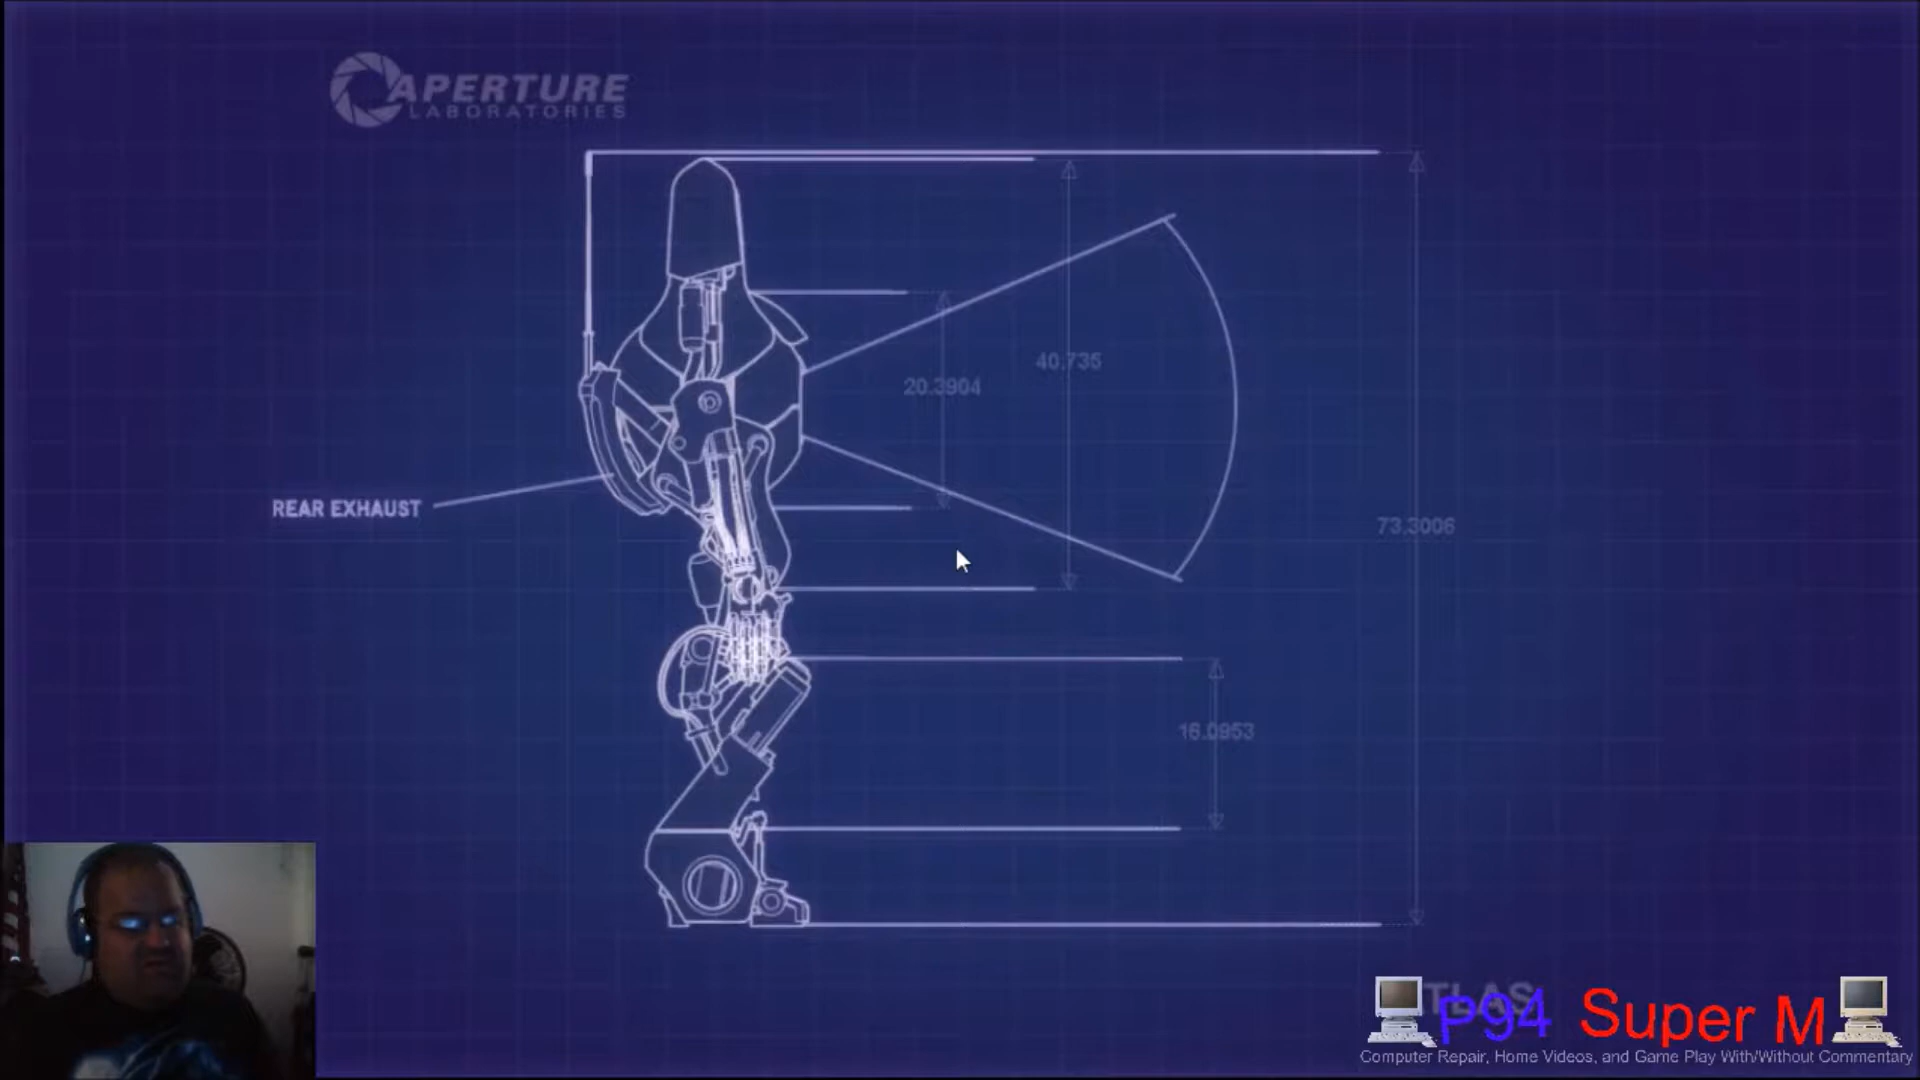 APERTURE
LABORATORIES
40.735
20.3904
REAR EXHAUST
73.3006
16.0953
TLAS
P94 Super M
Computer Repair, Home Videos, and Game Play With/Without Commentary